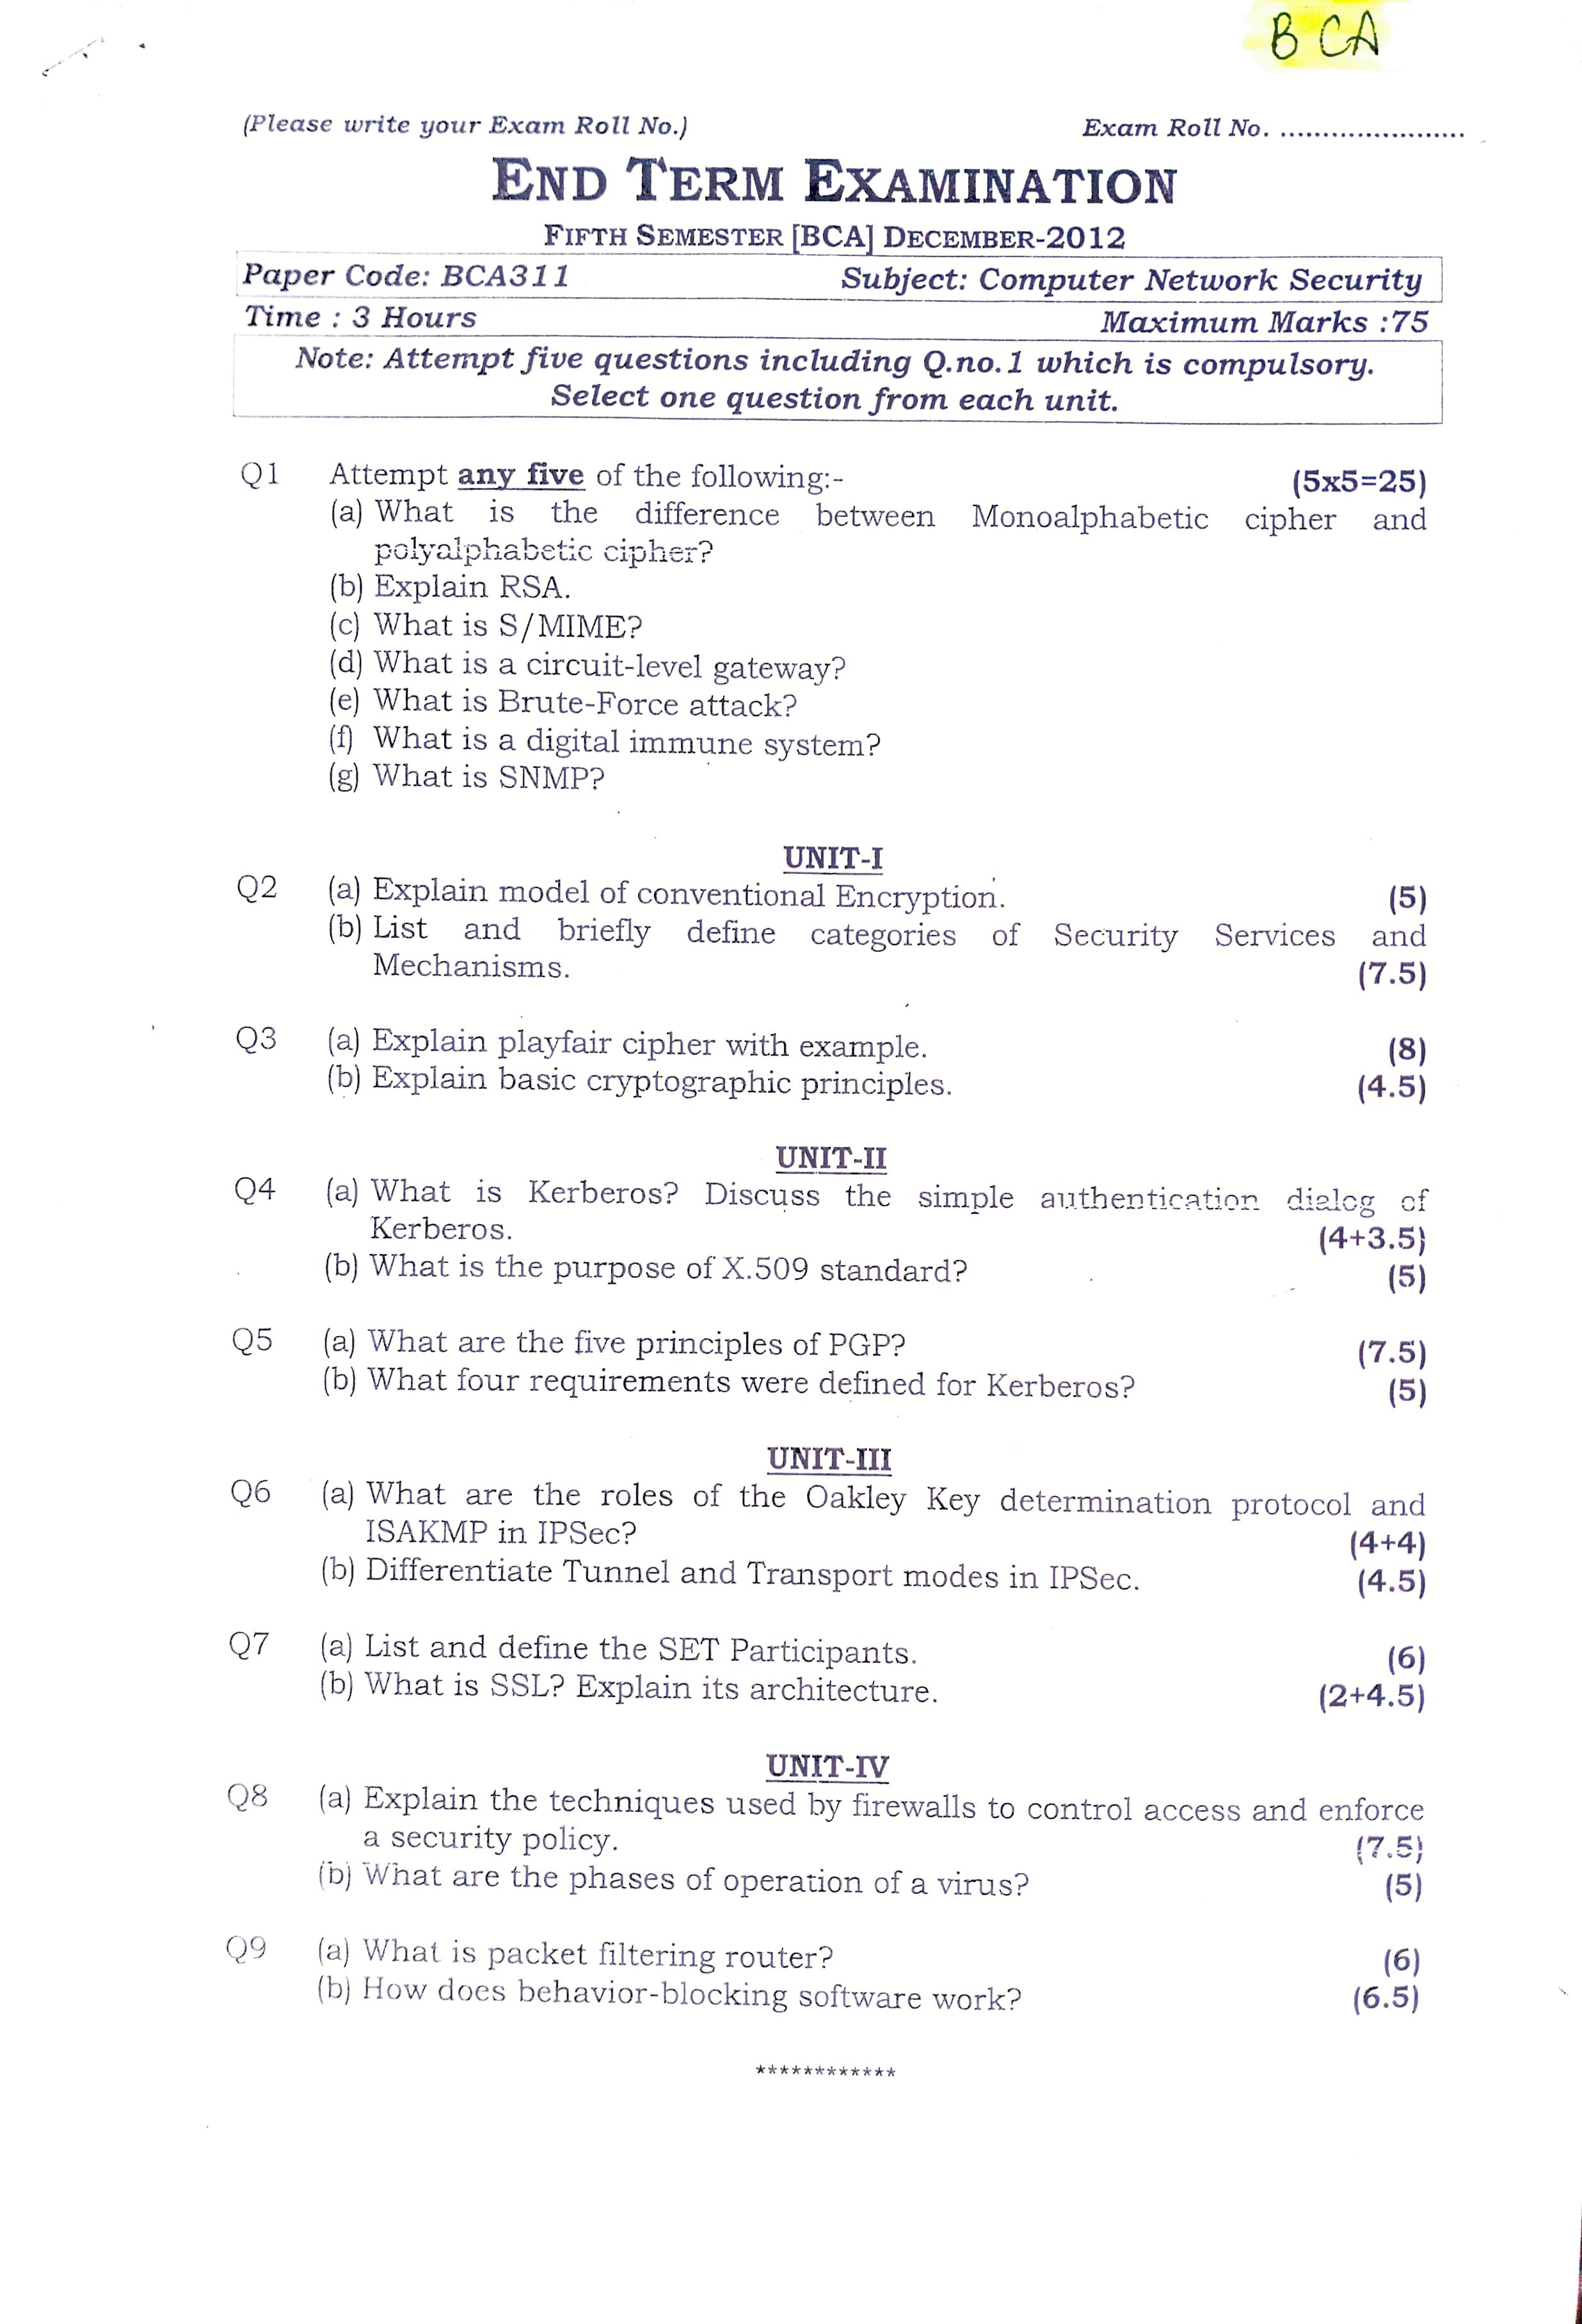 BCA
(Please write your Exam Roll No.) Exam Roll No. ......................
END TERM EXAMINATION
FIFTH SEMESTER [BCA] DECEMBER-2012
Paper Code: BCA311 Subject: Computer Network Security
Time : 3 Hours Maximum Marks :75
Note: Attempt five questions including Q.no.1 which is compulsory.
Select one question from each unit.
Q1 Attempt any five of the following:- (5x5=25)
(a) What is the difference between Monoalphabetic cipher and
polyalphabetic cipher?
(b) Explain RSA.
(c) What is S/MIME?
(d) What is a circuit-level gateway?
(e) What is Brute-Force attack?
(f) What is a digital immune system?
(g) What is SNMP?
UNIT-I
Q2 (a) Explain model of conventional Encryption. (5)
(b) List and briefly define categories of Security Services and
Mechanisms. (7.5)
Q3 (a) Explain playfair cipher with example. (8)
(b) Explain basic cryptographic principles. (4.5)
UNIT-II
Q4 (a) What is Kerberos? Discuss the simple authentication dialog of
Kerberos. (4+3.5)
(b) What is the purpose of X.509 standard? (5)
Q5 (a) What are the five principles of PGP? (7.5)
(b) What four requirements were defined for Kerberos? (5)
UNIT-III
Q6 (a) What are the roles of the Oakley Key determination protocol and
ISAKMP in IPSec? (4+4)
(b) Differentiate Tunnel and Transport modes in IPSec. (4.5)
Q7 (a) List and define the SET Participants. (6)
(b) What is SSL? Explain its architecture. (2+4.5)
UNIT-IV
Q8 (a) Explain the techniques used by firewalls to control access and enforce
a security policy. (7.5)
(b) What are the phases of operation of a virus? (5)
Q9 (a) What is packet filtering router? (6)
(b) How does behavior-blocking software work? (6.5)
************